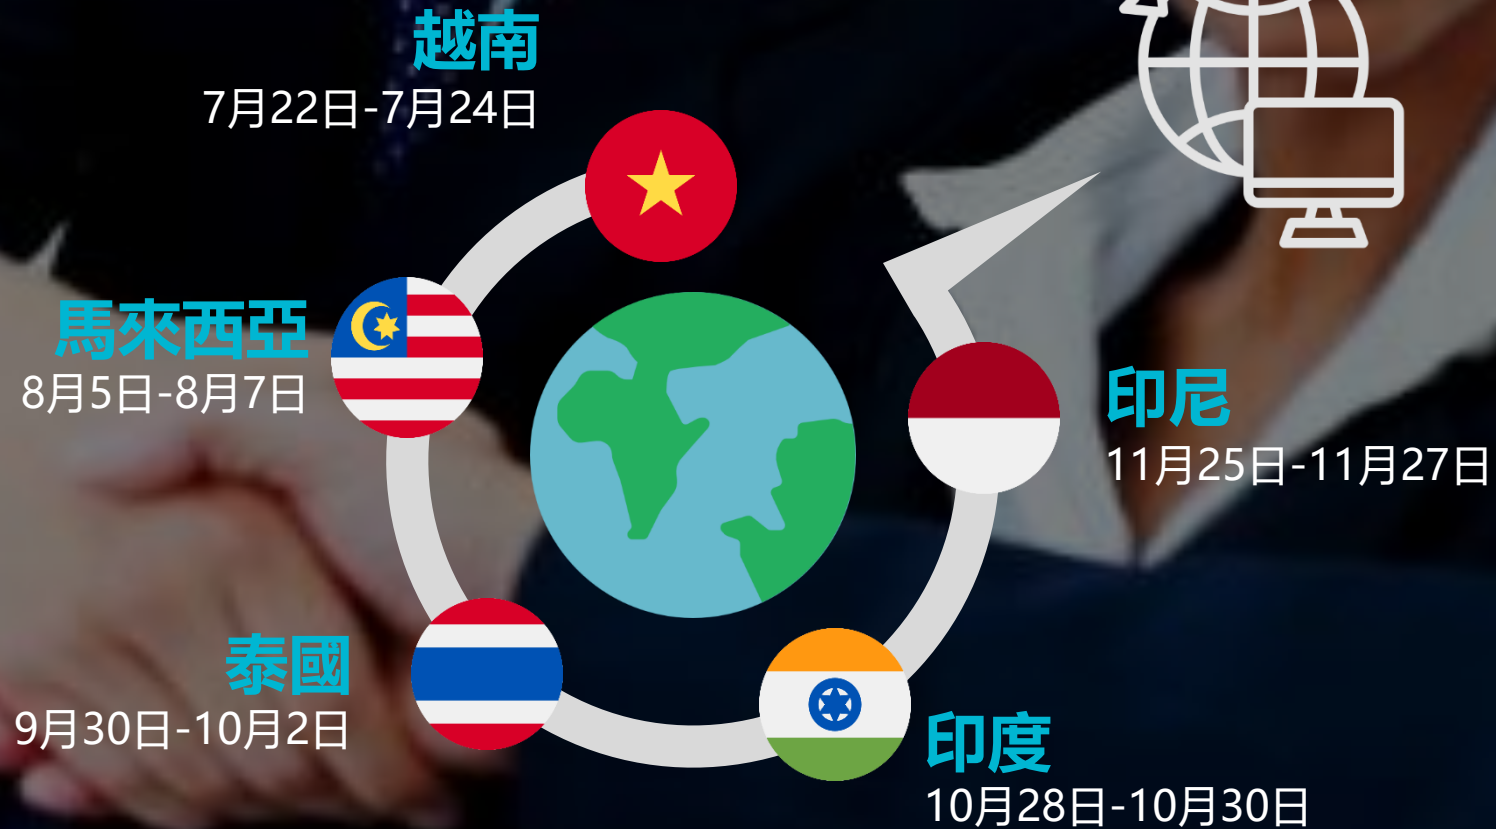 越南
7月22日-7月24日
馬來西亞
8月5日-8月7日
泰國
9月30日-10月2日
印度
10月28日-10月30日
印尼
11月25日-11月27日